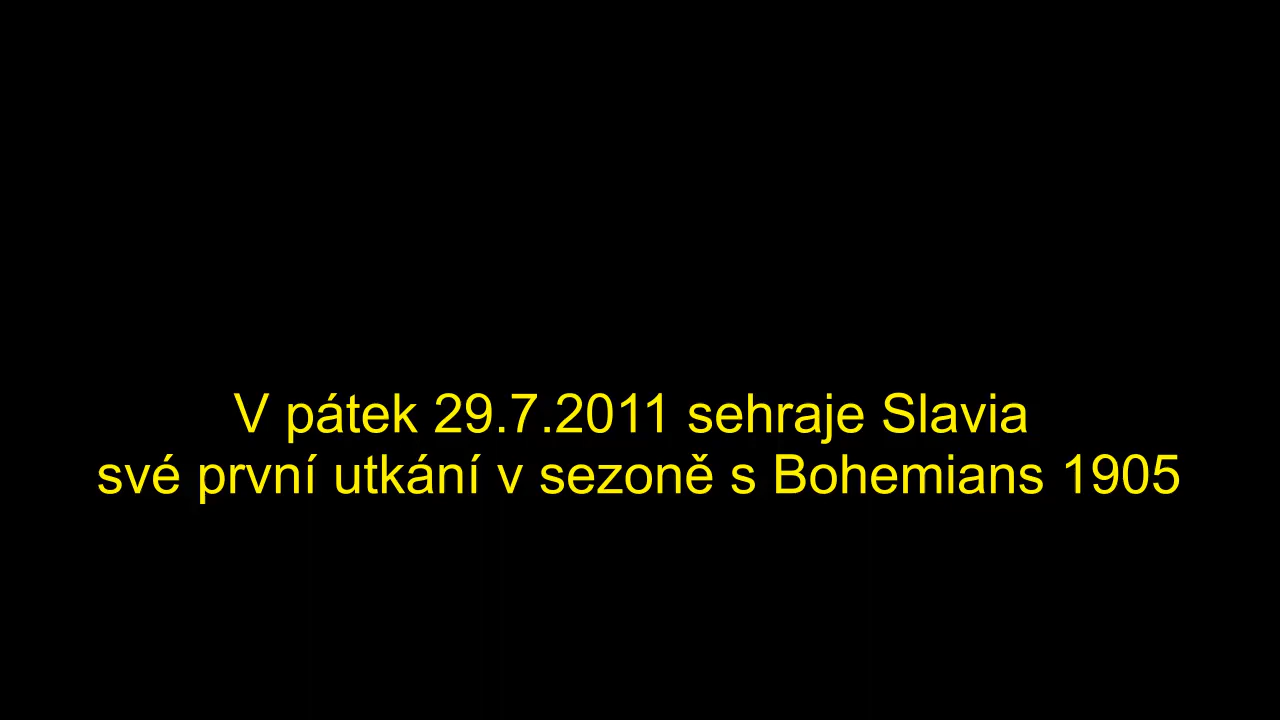 V pátek 29.7.2011 sehraje Slavia
své první utkání v sezoně s Bohemians 1905